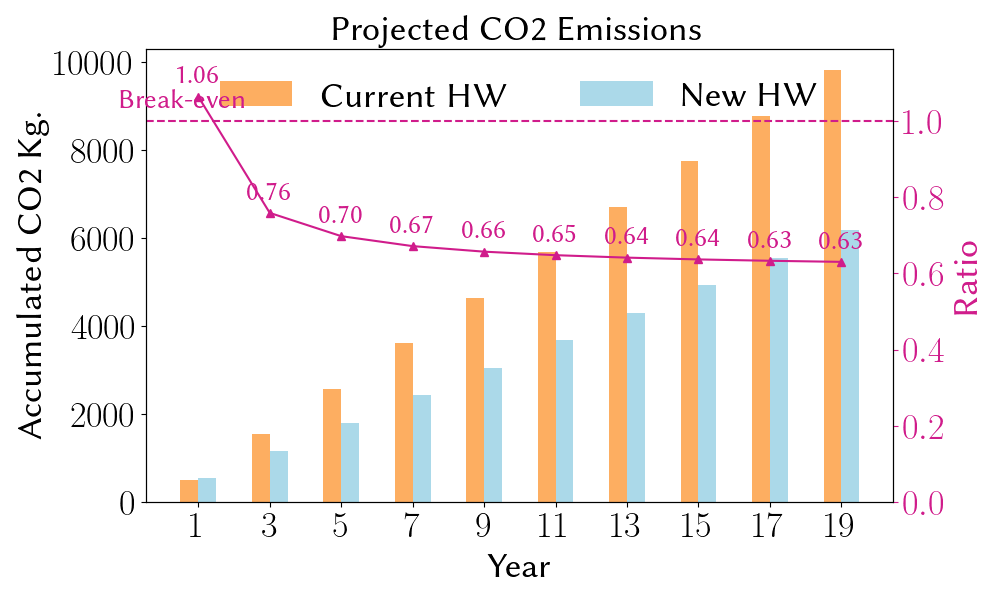 Projected CO2 Emissions
Accumulated CO2 Kg.
10000
8000
6000
4000
2000
0
Current HW
New HW
Break-even
1.06
0.76
0.70
0.67
0.66
0.65
0.64
0.64
0.63
0.63
1.0
0.8
0.6
0.4
0.2
0.0
Ratio
1 3 5 7 9 11 13 15 17 19
Year